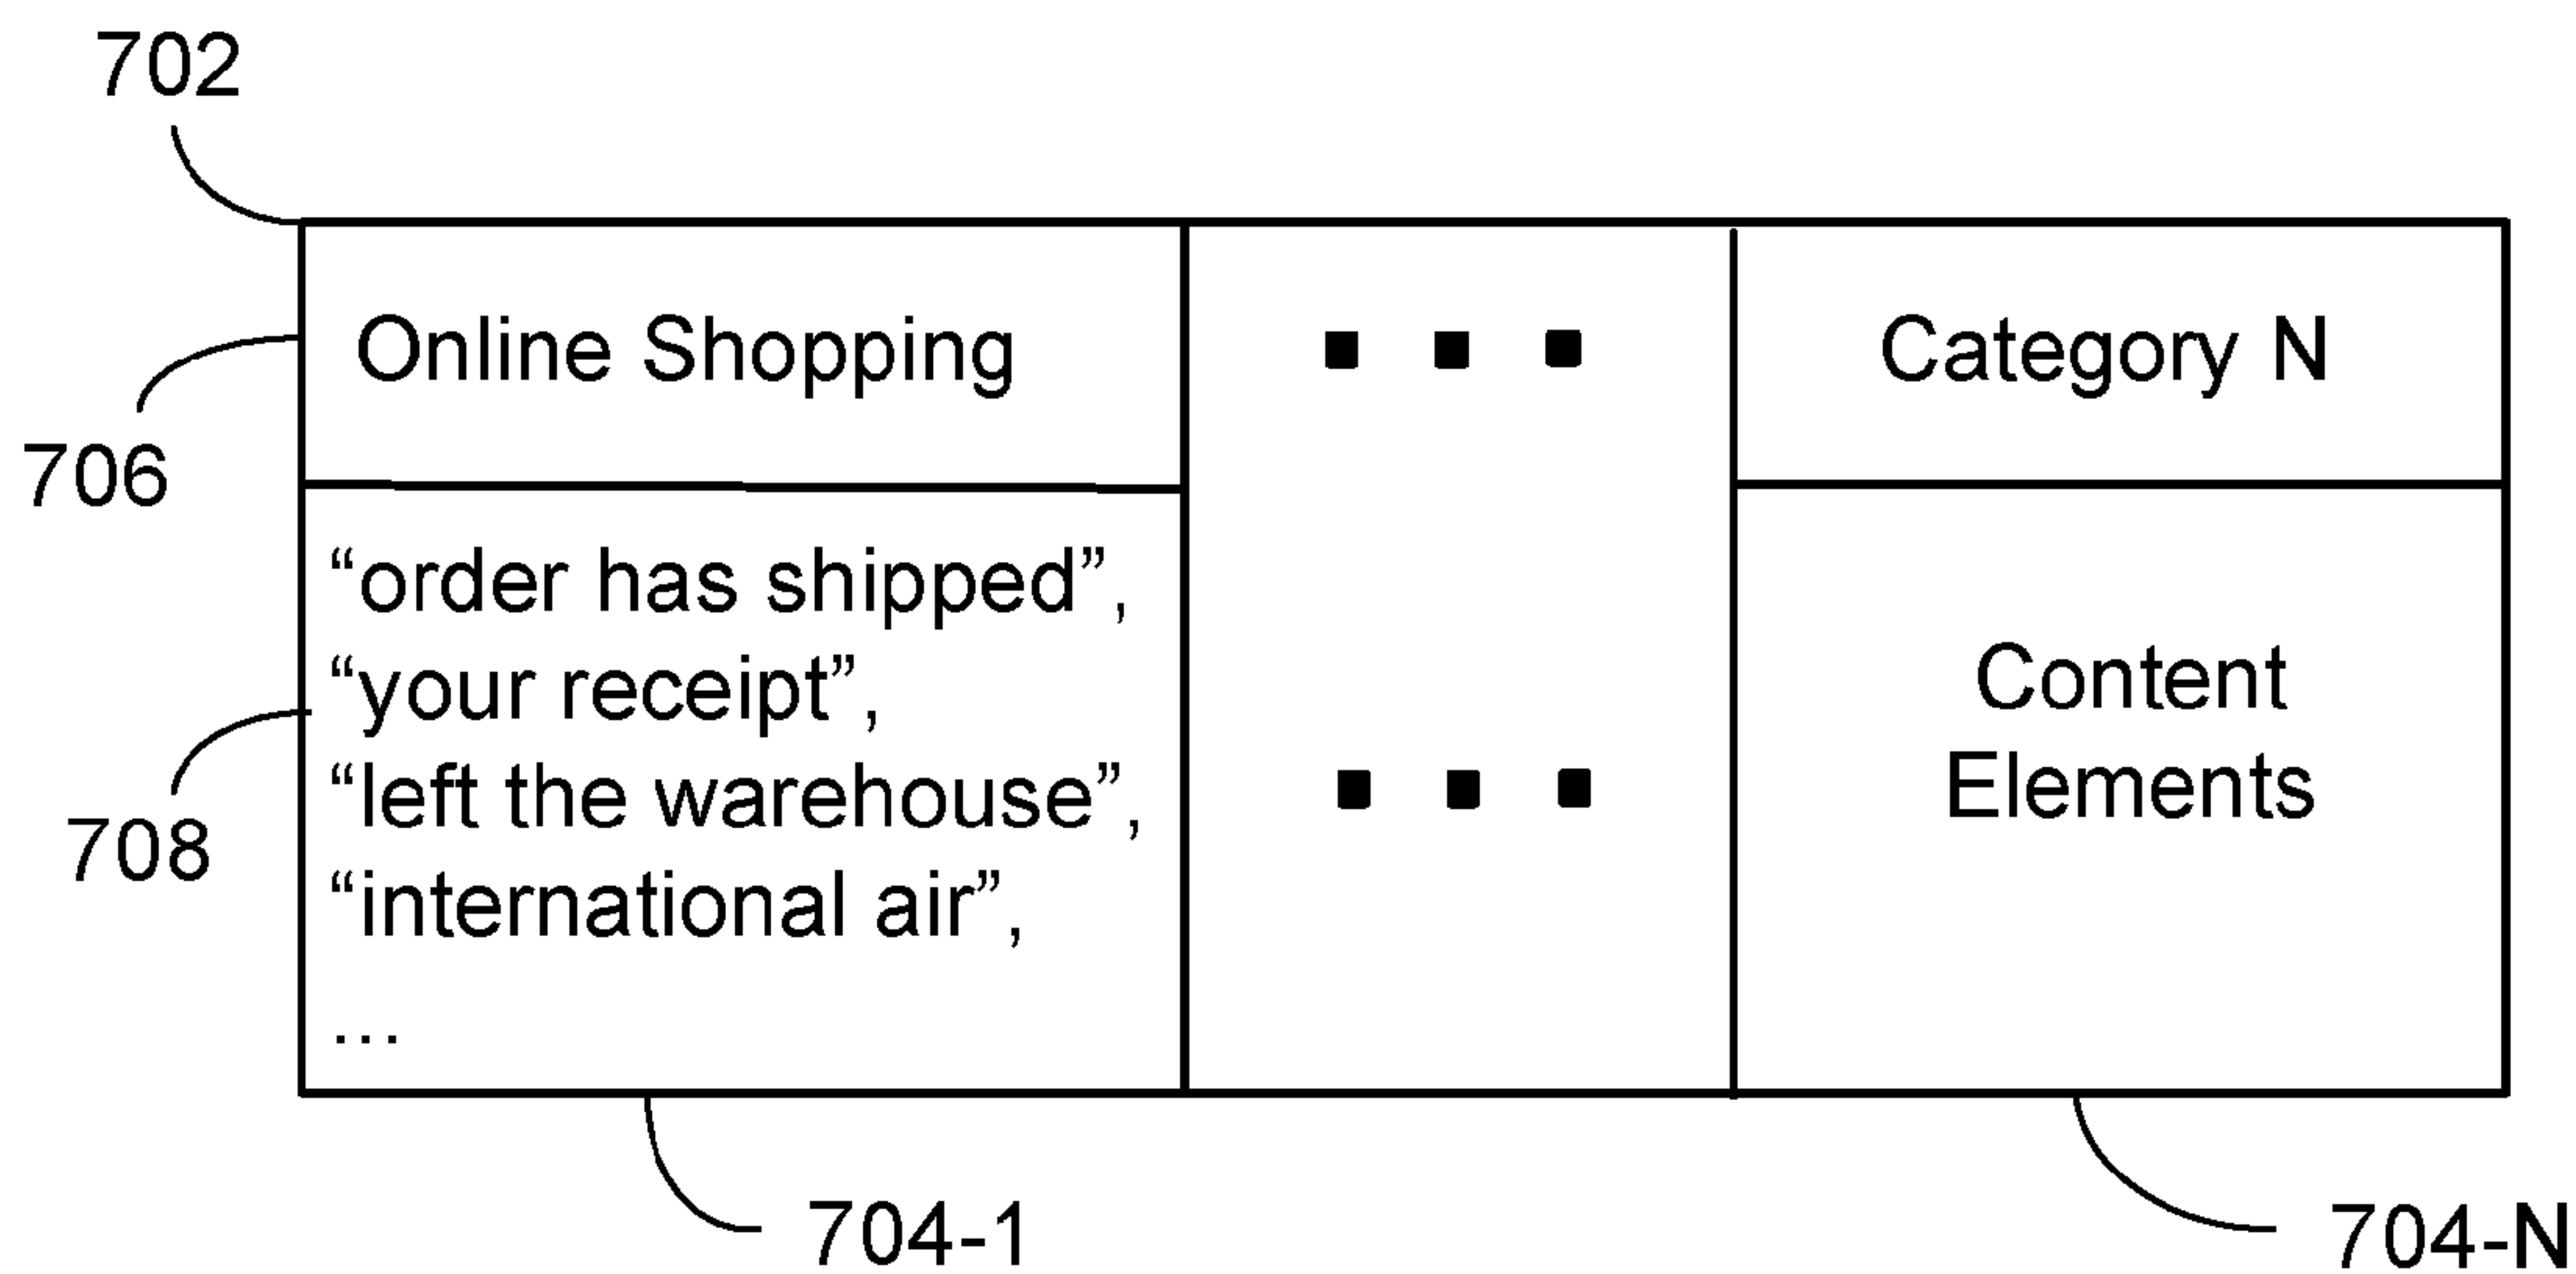 702
Online Shopping
▪ ▪ ▪
Category N
706
“order has shipped”,
“your receipt”,
“left the warehouse”,
“international air”,
...
708
▪ ▪ ▪
Content
Elements
704-1
704-N